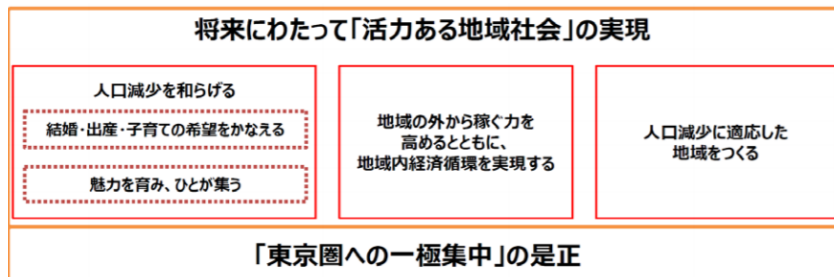 将来にわたって「活力ある地域社会」の実現
人口減少を和らげる
結婚・出産・子育ての希望をかなえる
魅力を育み、ひとが集う
地域の外から稼ぐ力を
高めるとともに、
地域内経済循環を実現する
人口減少に適応した
地域をつくる
「東京圏への一極集中」の是正